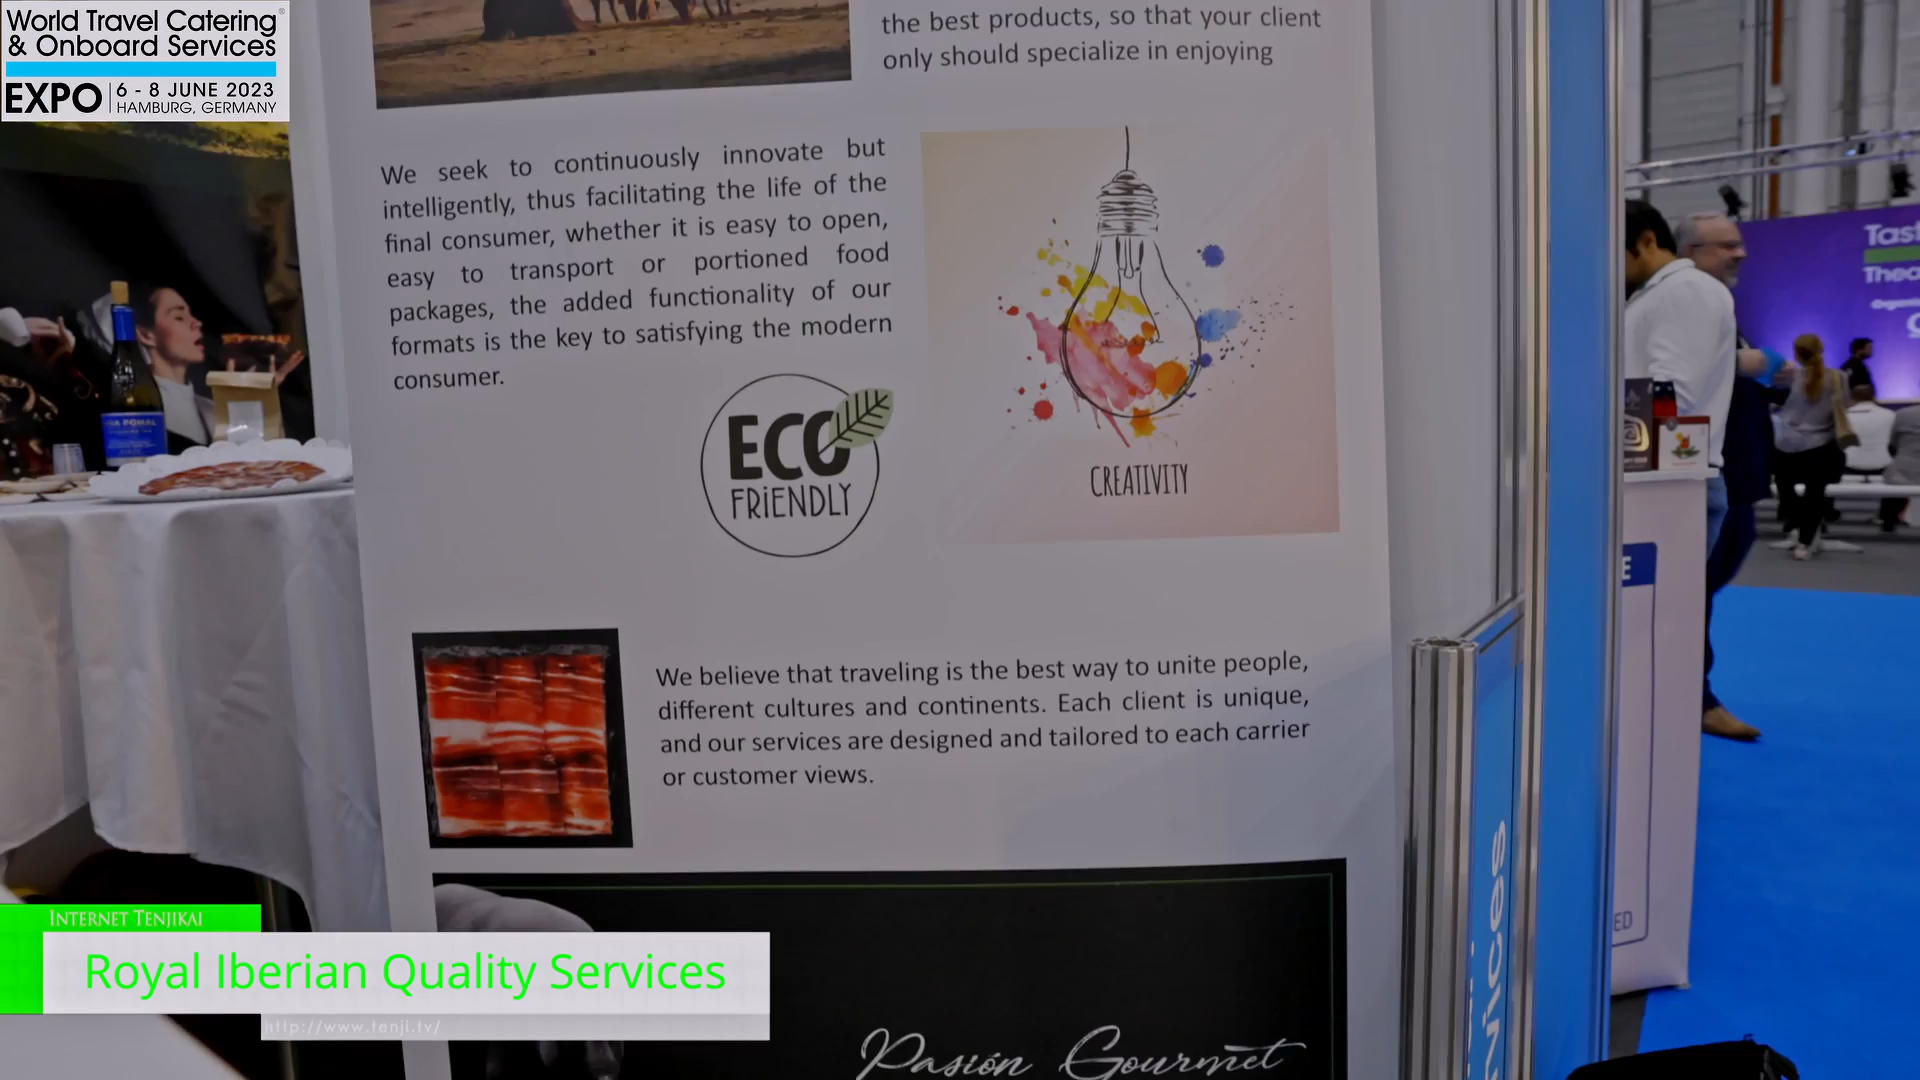 World Travel Catering
& Onboard Services
EXPO
6 - 8 JUNE 2023
HAMBURG, GERMANY
the best products, so that your client
only should specialize in enjoying
We seek to continuously innovate but
intelligently, thus facilitating the life of the
final consumer, whether it is easy to open,
easy to transport or portioned food
packages, the added functionality of our
formats is the key to satisfying the modern
consumer.
ECO
FRiENDLY
CREATIVITY
We believe that traveling is the best way to unite people,
different cultures and continents. Each client is unique,
and our services are designed and tailored to each carrier
or customer views.
Pasión Gourmet
POMAL
Tast
Thea
E
ED
INTERNET TENJIKAI
Royal Iberian Quality Services
http://www.tenji.tv/